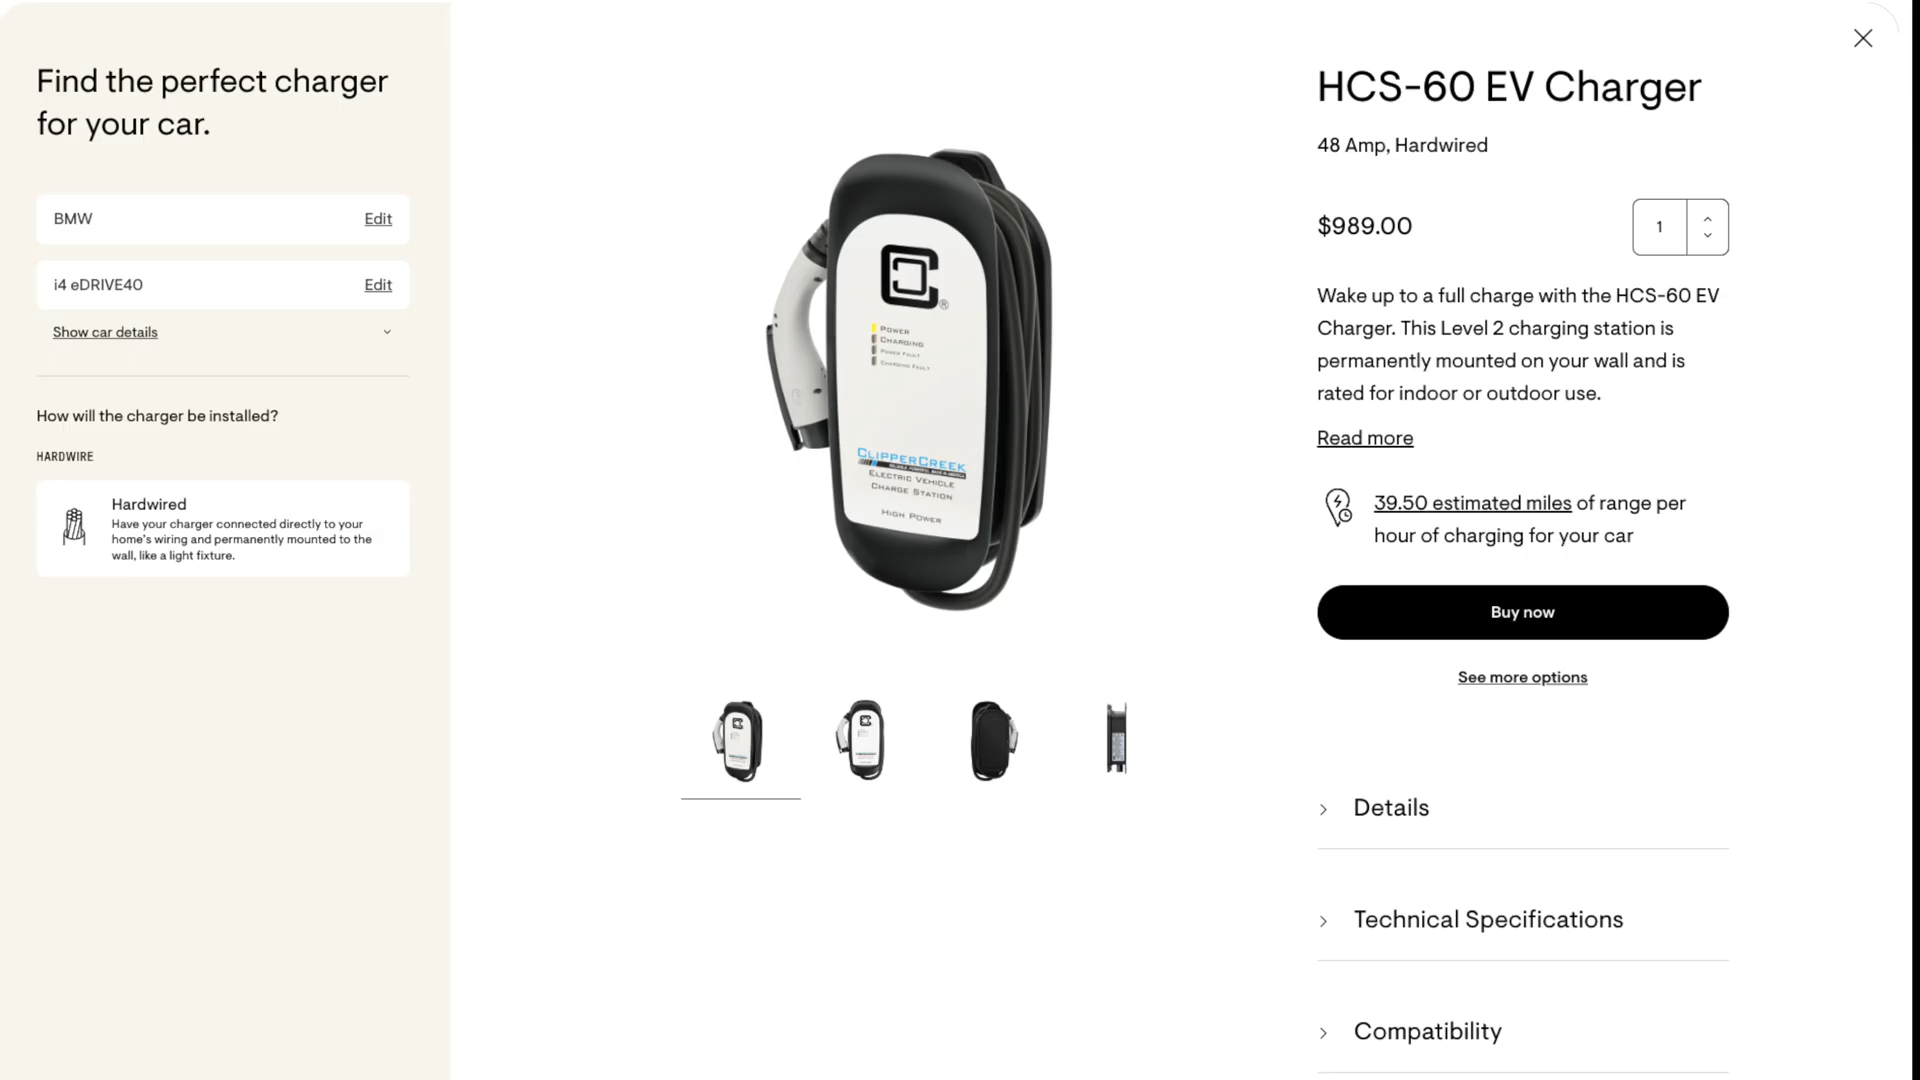 Find the perfect charger
for your car.
BMW
Edit
i4 eDRIVE40
Edit
Show car details
How will the charger be installed?
HARDWIRE
Hardwired
Have your charger connected directly to your
home's wiring and permanently mounted to the
wall, like a light fixture.
®
POWER
CHARGING
POWER FAULT
CHARGING FAULT
CLIPPERCREEK
ELECTRIC VEHICLE
CHARGE STATION
HIGH POWER
HCS-60 EV Charger
48 Amp, Hardwired
$989.00
1
Wake up to a full charge with the HCS-60 EV
Charger. This Level 2 charging station is
permanently mounted on your wall and is
rated for indoor or outdoor use.
Read more
39.50 estimated miles of range per
hour of charging for your car
Buy now
See more options
Details
Technical Specifications
Compatibility